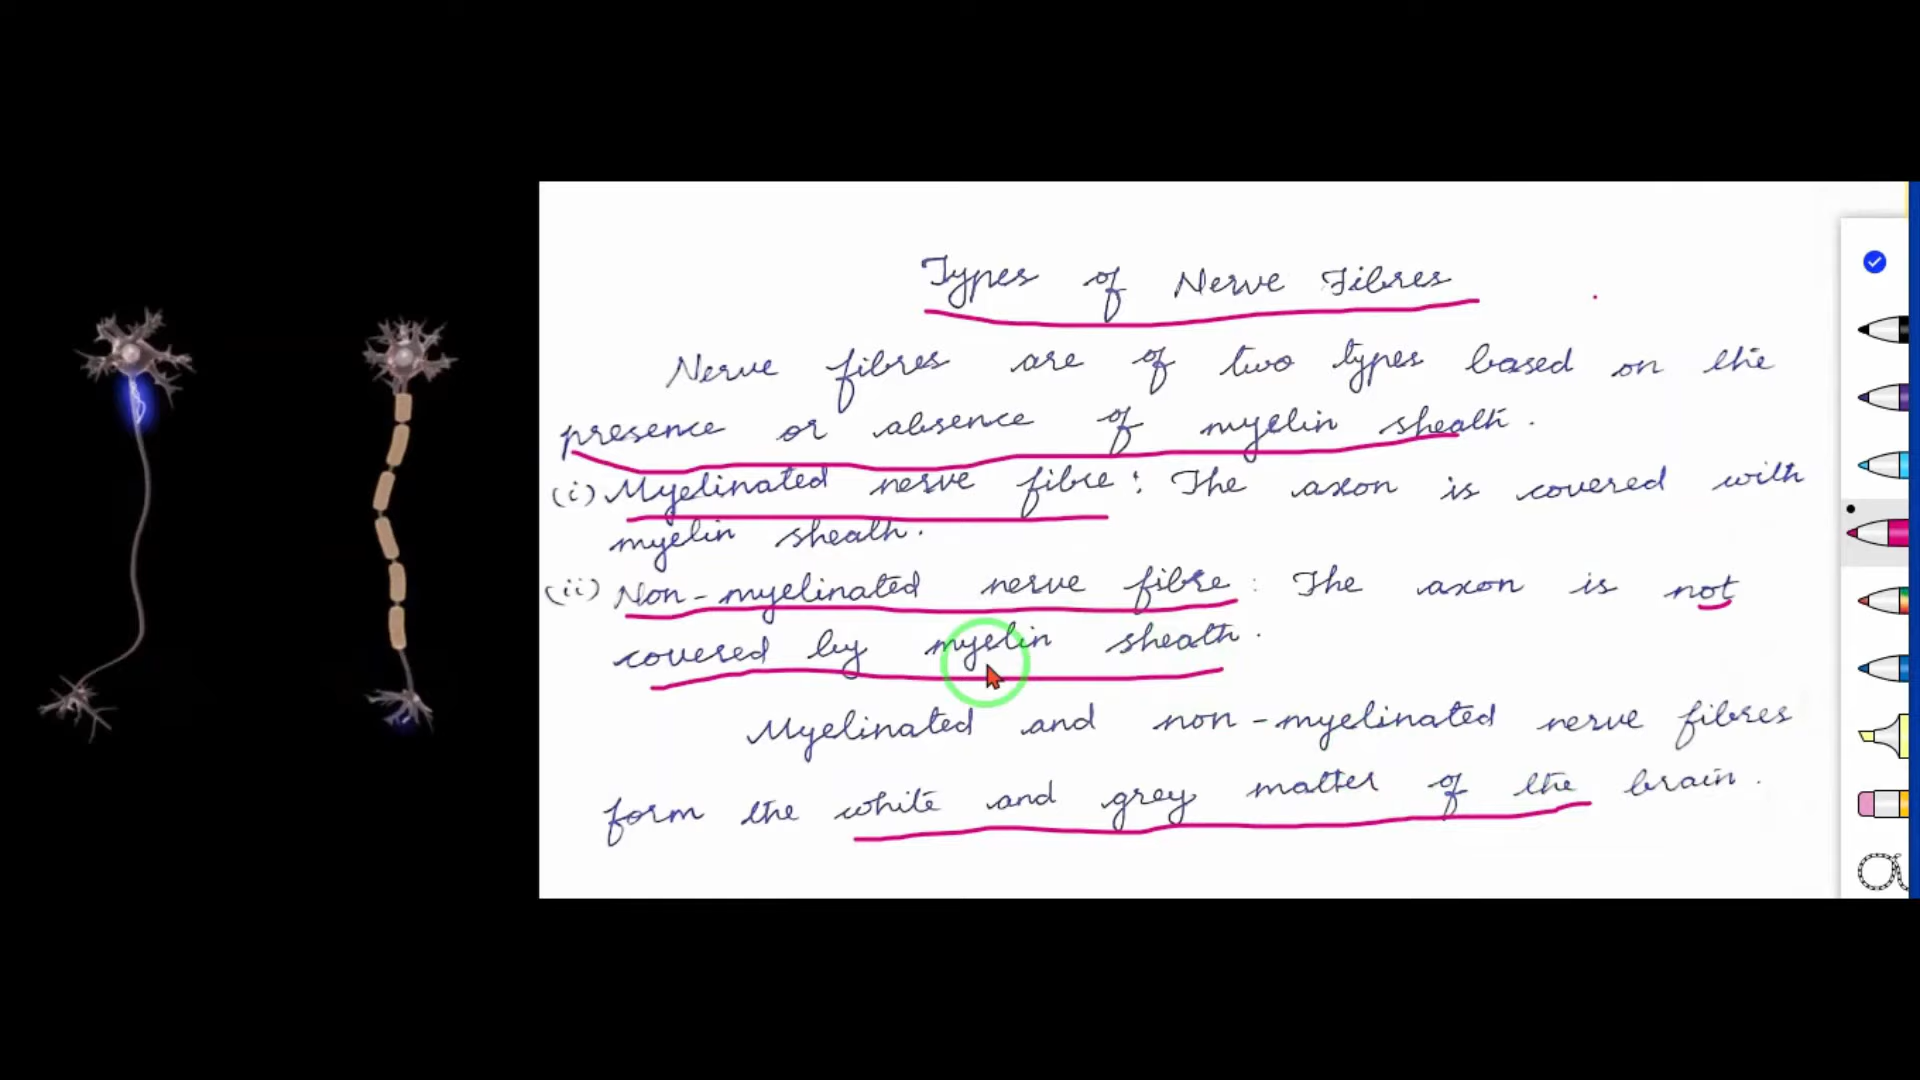 Types of Nerve Fibres
Nerve fibres are of two types based on the
presence or absence of myelin sheath.
(i) Myelinated nerve fibre: The axon is covered with
myelin sheath.
(ii) Non-myelinated nerve fibre: The axon is not
covered by myelin sheath.
Myelinated and non-myelinated nerve fibres
form the white and grey matter of the brain.